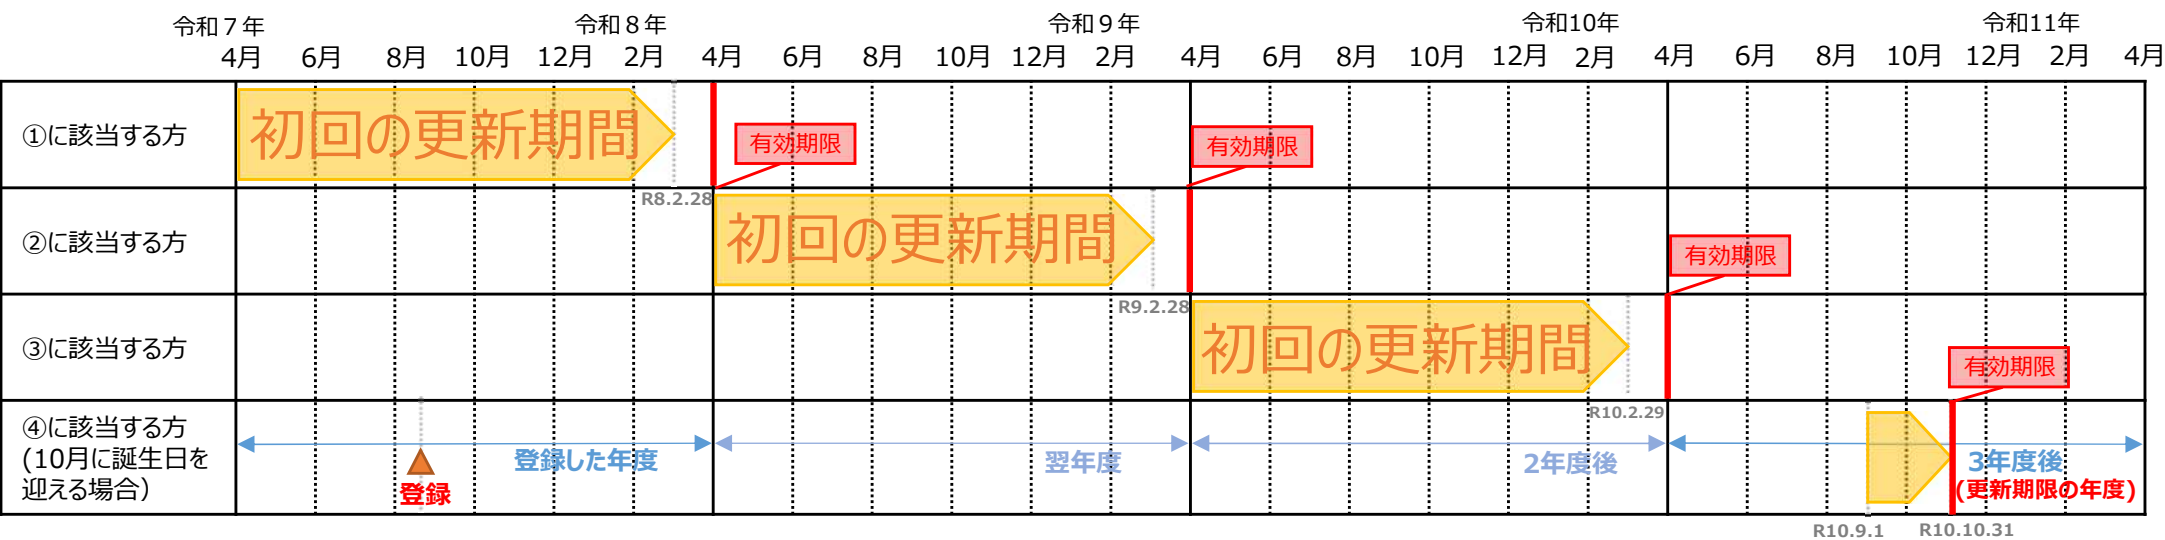 令和７年 令和８年 令和９年 令和10年 令和11年
4月 6月 8月 10月 12月 2月 4月 6月 8月 10月 12月 2月 4月 6月 8月 10月 12月 2月 4月 6月 8月 10月 12月 2月 4月
①に該当する方
初回の更新期間
有効期限
有効期限
R8.2.28
②に該当する方
初回の更新期間
有効期限
R9.2.28
③に該当する方
初回の更新期間
有効期限
R10.2.29
④に該当する方
(10月に誕生日を
迎える場合）
登録
登録した年度
翌年度
2年度後
3年度後
(更新期限の年度)
R10.9.1
R10.10.31